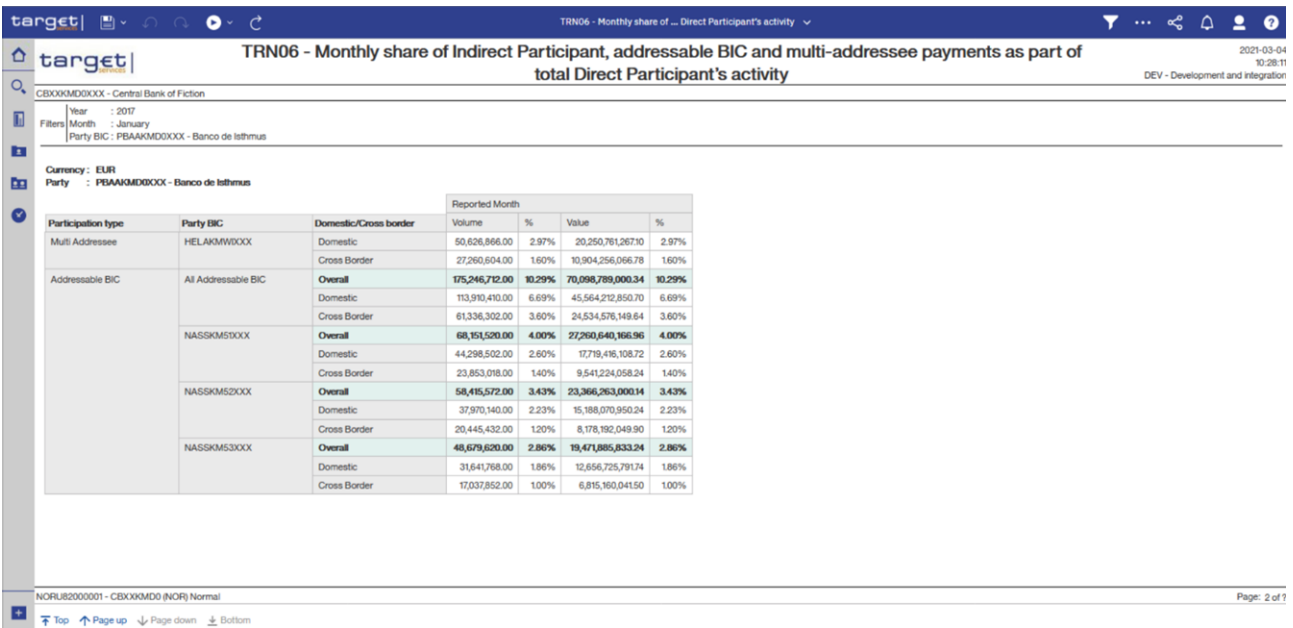 target| TRN06 - Monthly share of ... Direct Participant's activity
services
target| TRN06 - Monthly share of Indirect Participant, addressable BIC and multi-addressee payments as part of 2021-03-04
services total Direct Participant's activity 10:28:11
DEV - Development and integration
CBXXKMD0XXX - Central Bank of Fiction
Year : 2017
Filters Month : January
Party BIC : PBAAKMD0XXX - Banco de Isthmus
Currency : EUR
Party : PBAAKMD0XXX - Banco de Isthmus
Reported Month
Participation type Party BIC Domestic/Cross border Volume % Value %
Multi Addressee HELAKMWIXXX Domestic 50,626,866.00 2.97% 20,250,761,267.10 2.97%
Cross Border 27,260,604.00 1.60% 10,904,256,066.78 1.60%
Addressable BIC All Addressable BIC Overall 175,246,712.00 10.29% 70,098,789,000.34 10.29%
Domestic 113,910,410.00 6.69% 45,564,212,850.70 6.69%
Cross Border 61,336,302.00 3.60% 24,534,576,149.64 3.60%
NASSKM51XXX Overall 68,151,520.00 4.00% 27,260,640,166.96 4.00%
Domestic 44,298,502.00 2.60% 17,719,416,108.72 2.60%
Cross Border 23,853,018.00 1.40% 9,541,224,058.24 1.40%
NASSKM52XXX Overall 58,415,572.00 3.43% 23,366,263,000.14 3.43%
Domestic 37,970,140.00 2.23% 15,188,070,950.24 2.23%
Cross Border 20,445,432.00 1.20% 8,178,192,049.90 1.20%
NASSKM53XXX Overall 48,679,620.00 2.86% 19,471,885,833.24 2.86%
Domestic 31,641,768.00 1.86% 12,656,725,791.74 1.86%
Cross Border 17,037,852.00 1.00% 6,815,160,041.50 1.00%
NORU82000001 - CBXXKMD0 (NOR) Normal Page: 2 of ?
Top Page up Page down Bottom